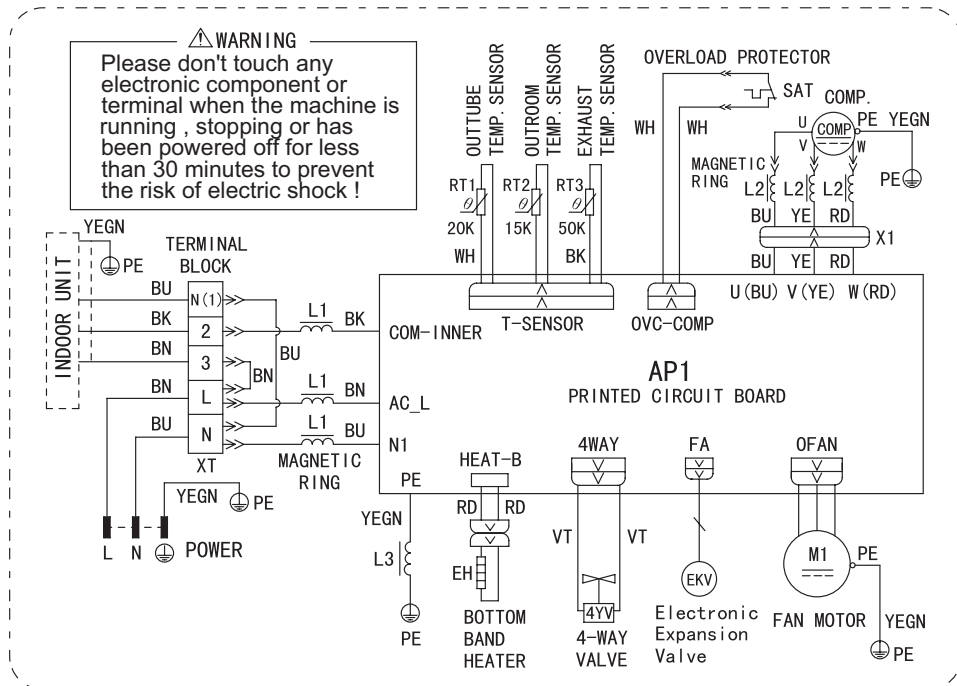 WARNING
Please don't touch any
electronic component or
terminal when the machine is
running , stopping or has
been powered off for less
than 30 minutes to prevent
the risk of electric shock !
OUTTUBE
TEMP. SENSOR
OUTROOM
TEMP. SENSOR
EXHAUST
TEMP. SENSOR
OVERLOAD PROTECTOR
SAT
WH WH
COMP.
U
V
W
COMP
PE YEGN
PE
MAGNETIC
RING
L2 L2 L2
BU YE RD
X1
BU YE RD
U(BU) V(YE) W(RD)
RT1 RT2 RT3
θ θ θ
20K 15K 50K
WH BK
T-SENSOR
OVC-COMP
YEGN
PE
INDOOR UNIT
TERMINAL
BLOCK
BU N(1)
BK 2
BN 3
BN L
BU N
XT
BU
BN
L1 BK COM-INNER
L1 BN AC_L
L1 BU N1
MAGNETIC
RING
AP1
PRINTED CIRCUIT BOARD
YEGN
PE
L N POWER
PE
YEGN
L3
PE
HEAT-B
RD RD
EH
BOTTOM
BAND
HEATER
4WAY
VT VT
4YV
4-WAY
VALVE
FA
EKV
Electronic
Expansion
Valve
OFAN
M1
PE
FAN MOTOR
YEGN
PE